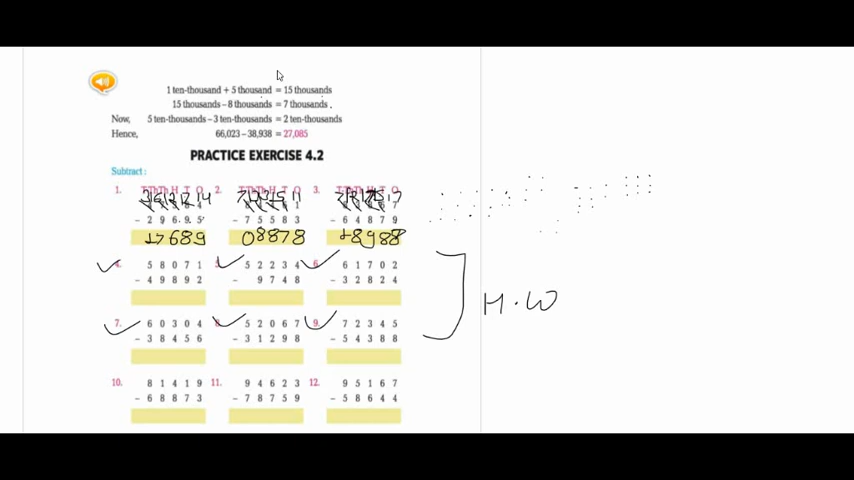 1 ten-thousand + 5 thousand = 15 thousands
15 thousands – 8 thousands = 7 thousands .
Now, 5 ten-thousands – 3 ten-thousands = 2 ten-thousands
Hence, 66,023 – 38,938 = 27,085
PRACTICE EXERCISE 4.2
Subtract :
1. TTh Th H T O 2. TTh Th H T O 3. TTh Th H T O
– 2 9 6 9 5 – 7 5 5 8 3 – 6 4 8 7 9
17689 08878 18988
4. 5 8 0 7 1 5. 5 2 2 3 4 6. 6 1 7 0 2
– 4 9 8 9 2 – 9 7 4 8 – 3 2 8 2 4
H.W
7. 6 0 3 0 4 8. 5 2 0 6 7 9. 7 2 3 4 5
– 3 8 4 5 6 – 3 1 2 9 8 – 5 4 3 8 8
10. 8 1 4 1 9 11. 9 4 6 2 3 12. 9 5 1 6 7
– 6 8 8 7 3 – 7 8 7 5 9 – 5 8 6 4 4